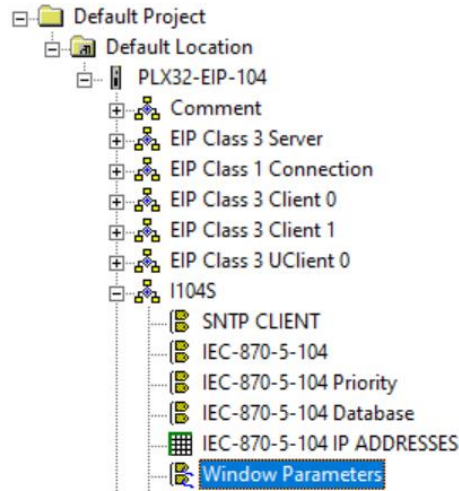 Default Project
Default Location
PLX32-EIP-104
Comment
EIP Class 3 Server
EIP Class 1 Connection
EIP Class 3 Client 0
EIP Class 3 Client 1
EIP Class 3 UClient 0
I104S
SNTP CLIENT
IEC-870-5-104
IEC-870-5-104 Priority
IEC-870-5-104 Database
IEC-870-5-104 IP ADDRESSES
Window Parameters